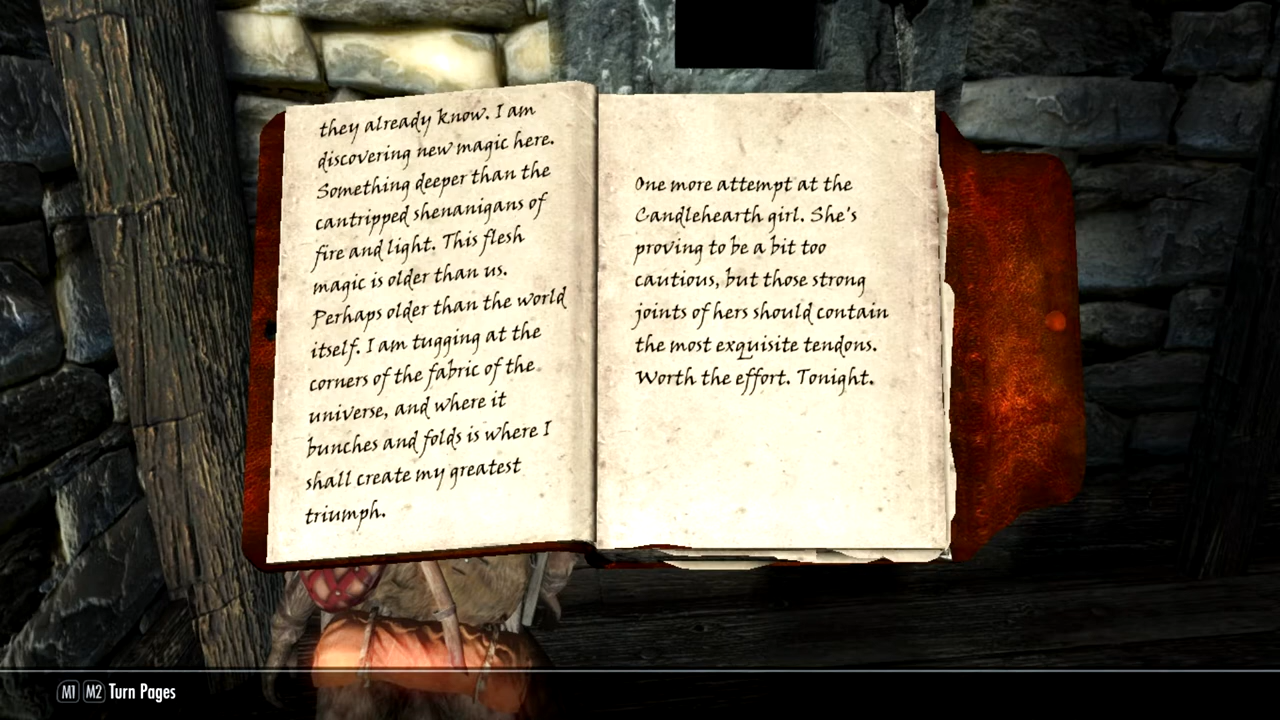 they already know. I am
discovering new magic here.
Something deeper than the
cantripped shenanigans of
fire and light. This flesh
magic is older than us.
Perhaps older than the world
itself. I am tugging at the
corners of the fabric of the
universe, and where it
bunches and folds is where I
shall create my greatest
triumph.
One more attempt at the
Candlehearth girl. She's
proving to be a bit too
cautious, but those strong
joints of hers should contain
the most exquisite tendons.
Worth the effort. Tonight.
M1 M2 Turn Pages